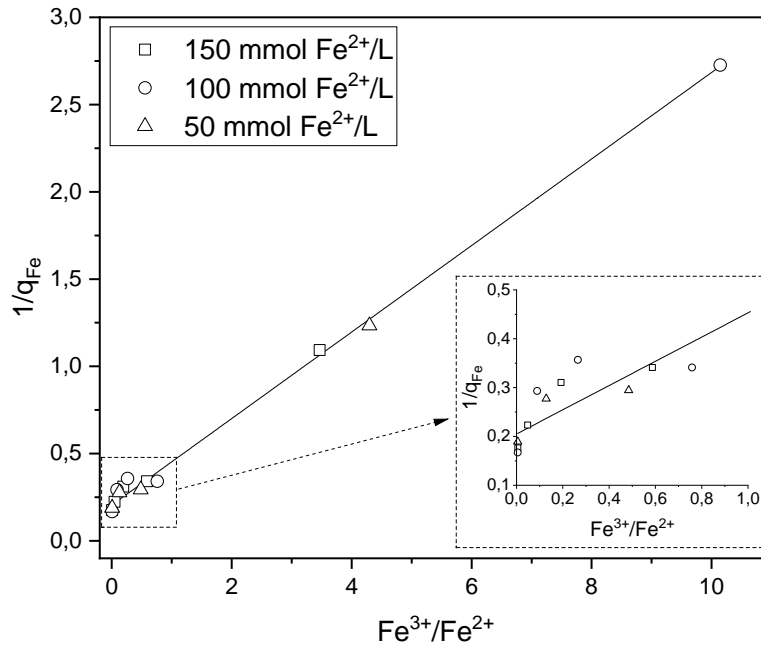 3,0
2,5
2,0
1,5
1,0
0,5
0,0
1/q_Fe
150 mmol Fe²⁺/L
100 mmol Fe²⁺/L
50 mmol Fe²⁺/L
0,5
0,4
0,3
0,2
0,1
1/q_Fe
0,0 0,2 0,4 0,6 0,8 1,0
Fe³⁺/Fe²⁺
0 2 4 6 8 10
Fe³⁺/Fe²⁺